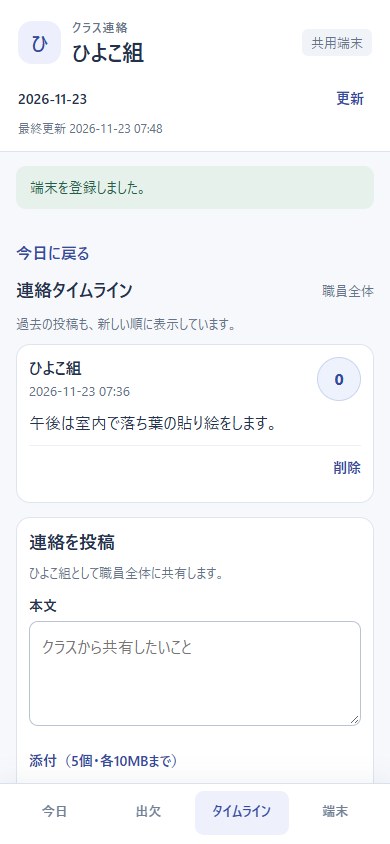 ひ
クラス連絡
ひよこ組
共用端末
2026-11-23
更新
最終更新 2026-11-23 07:48
端末を登録しました。
今日に戻る
連絡タイムライン
職員全体
過去の投稿も、新しい順に表示しています。
ひよこ組
2026-11-23 07:36
0
午後は室内で落ち葉の貼り絵をします。
削除
連絡を投稿
ひよこ組として職員全体に共有します。
本文
クラスから共有したいこと
添付（5個・各10MBまで）
今日
出欠
タイムライン
端末